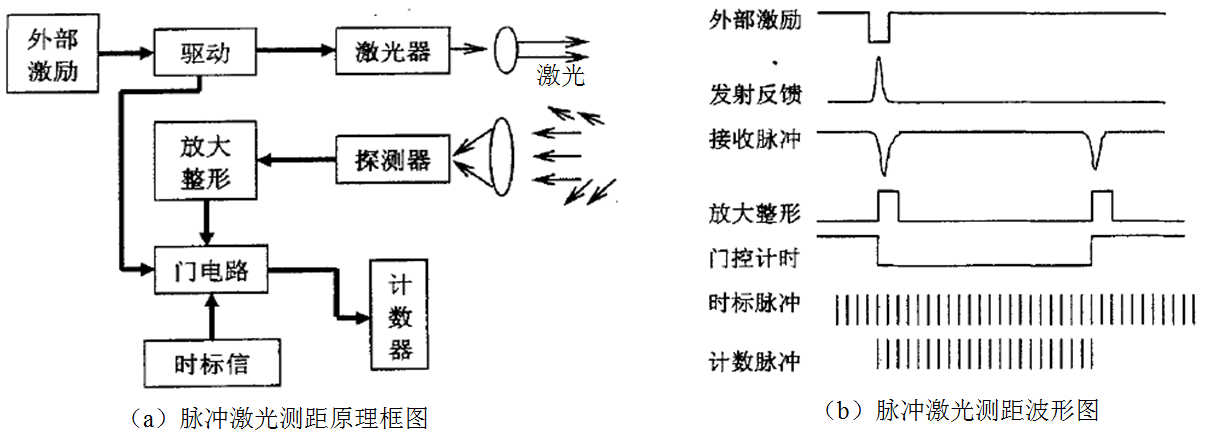 外部
激励
驱动
激光器
激光
放大
整形
探测器
门电路
计
数
器
时标信
（a）脉冲激光测距原理框图
外部激励
发射反馈
接收脉冲
放大整形
门控计时
时标脉冲
计数脉冲
（b）脉冲激光测距波形图